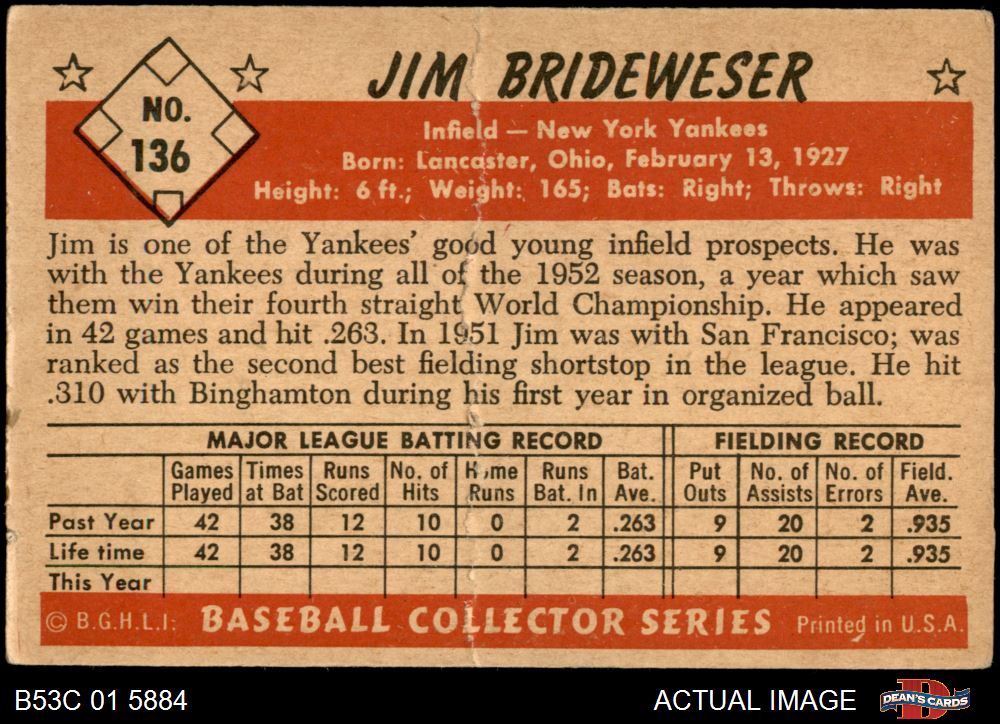 JIM BRIDEWESER
NO.
136
Infield — New York Yankees
Born: Lancaster, Ohio, February 13, 1927
Height: 6 ft.; Weight: 165; Bats: Right; Throws: Right
Jim is one of the Yankees' good young infield prospects. He was
with the Yankees during all of the 1952 season, a year which saw
them win their fourth straight World Championship. He appeared
in 42 games and hit .263. In 1951 Jim was with San Francisco; was
ranked as the second best fielding shortstop in the league. He hit
.310 with Binghamton during his first year in organized ball.
MAJOR LEAGUE BATTING RECORD FIELDING RECORD
Games Times Runs No. of Home Runs Bat. Put No. of No. of Field.
Played at Bat Scored Hits Runs Bat. In Ave. Outs Assists Errors Ave.
Past Year 42 38 12 10 0 2 .263 9 20 2 .935
Life time 42 38 12 10 0 2 .263 9 20 2 .935
This Year
© B.G.H.L.I: BASEBALL COLLECTOR SERIES Printed in U.S.A.
B53C 01 5884 ACTUAL IMAGE DEAN'S CARDS